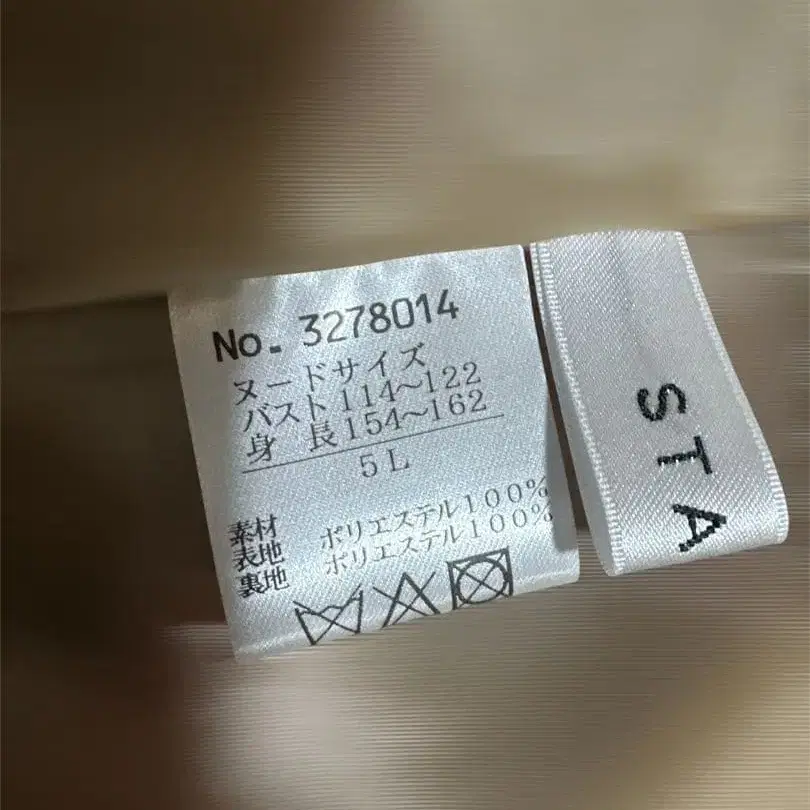 No. 3278014
ヌードサイズ
バスト114～122
身 長154～162
5L
素材
表地 ポリエステル100%
裏地 ポリエステル100%
STA